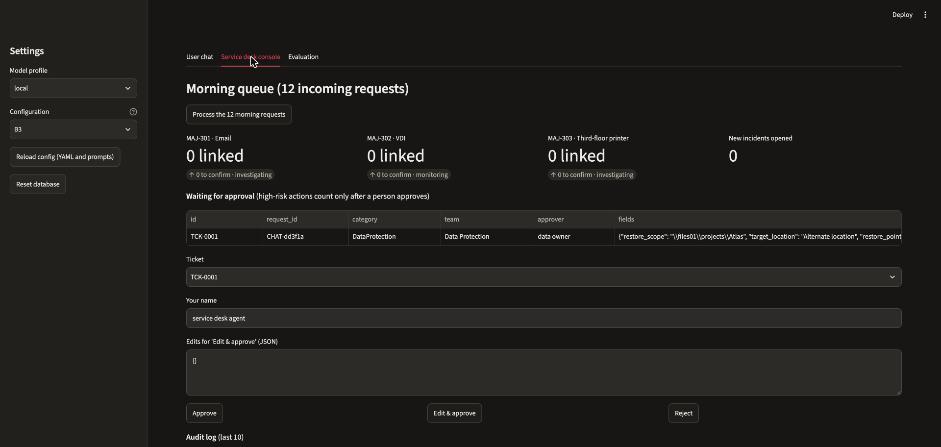 Deploy
Settings
Model profile
local
Configuration
B3
Reload config (YAML and prompts)
Reset database
User chat Service desk console Evaluation
Morning queue (12 incoming requests)
Process the 12 morning requests
MAJ-301 · Email MAJ-302 · VDI MAJ-303 · Third-floor printer New incidents opened
0 linked 0 linked 0 linked 0
↑ 0 to confirm · investigating ↑ 0 to confirm · monitoring ↑ 0 to confirm · investigating
Waiting for approval (high-risk actions count only after a person approves)
id request_id category team approver fields
TCK-0001 CHAT-dd3f1a DataProtection Data Protection data owner {"restore_scope": "\\files01\\projects\\Atlas", "target_location": "Alternate location", "restore_point
Ticket
TCK-0001
Your name
service desk agent
Edits for 'Edit & approve' (JSON)
{}
Approve Edit & approve Reject
Audit log (last 10)